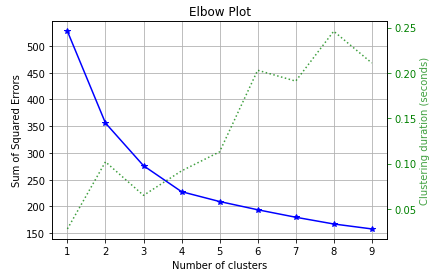 Elbow Plot
Sum of Squared Errors
500
450
400
350
300
250
200
150
0.25
0.20
0.15
0.10
0.05
Clustering duration (seconds)
1 2 3 4 5 6 7 8 9
Number of clusters